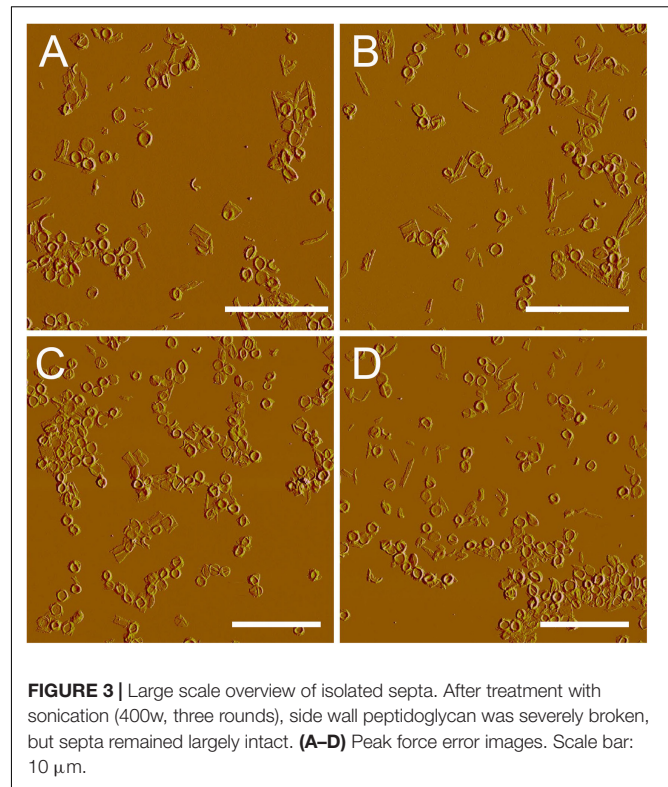 A
B
C
D
FIGURE 3 | Large scale overview of isolated septa. After treatment with
sonication (400w, three rounds), side wall peptidoglycan was severely broken,
but septa remained largely intact. (A–D) Peak force error images. Scale bar:
10 μm.